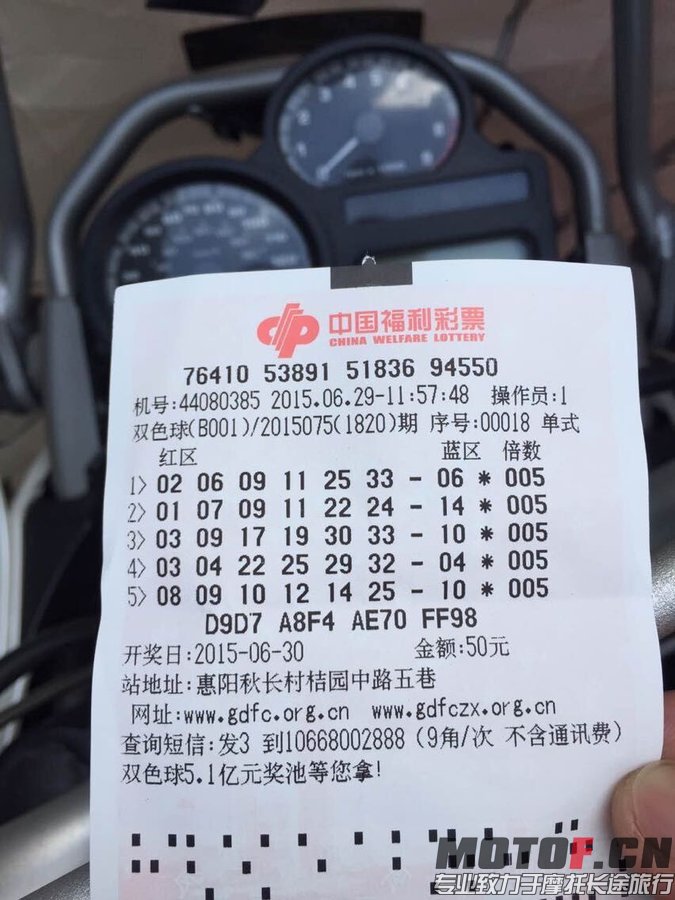 中国福利彩票
CHINA WELFARE LOTTERY
76410 53891 51836 94550
机号:44080385 2015.06.29-11:57:48 操作员:1
双色球(B001)/2015075(1820)期 序号:00018 单式
红区 蓝区 倍数
1> 02 06 09 11 25 33 - 06 * 005
2> 01 07 09 11 22 24 - 14 * 005
3> 03 09 17 19 30 33 - 10 * 005
4> 03 04 22 25 29 32 - 04 * 005
5> 08 09 10 12 14 25 - 10 * 005
D9D7 A8F4 AE70 FF98
开奖日:2015-06-30 金额:50元
站地址:惠阳秋长村桔园中路五巷
网址:www.gdfc.org.cn www.gdfczx.org.cn
查询短信:发3 到10668002888(9角/次 不含通讯费)
双色球5.1亿元奖池等您拿!
MOTOF.CN
专业致力于摩托长途旅行